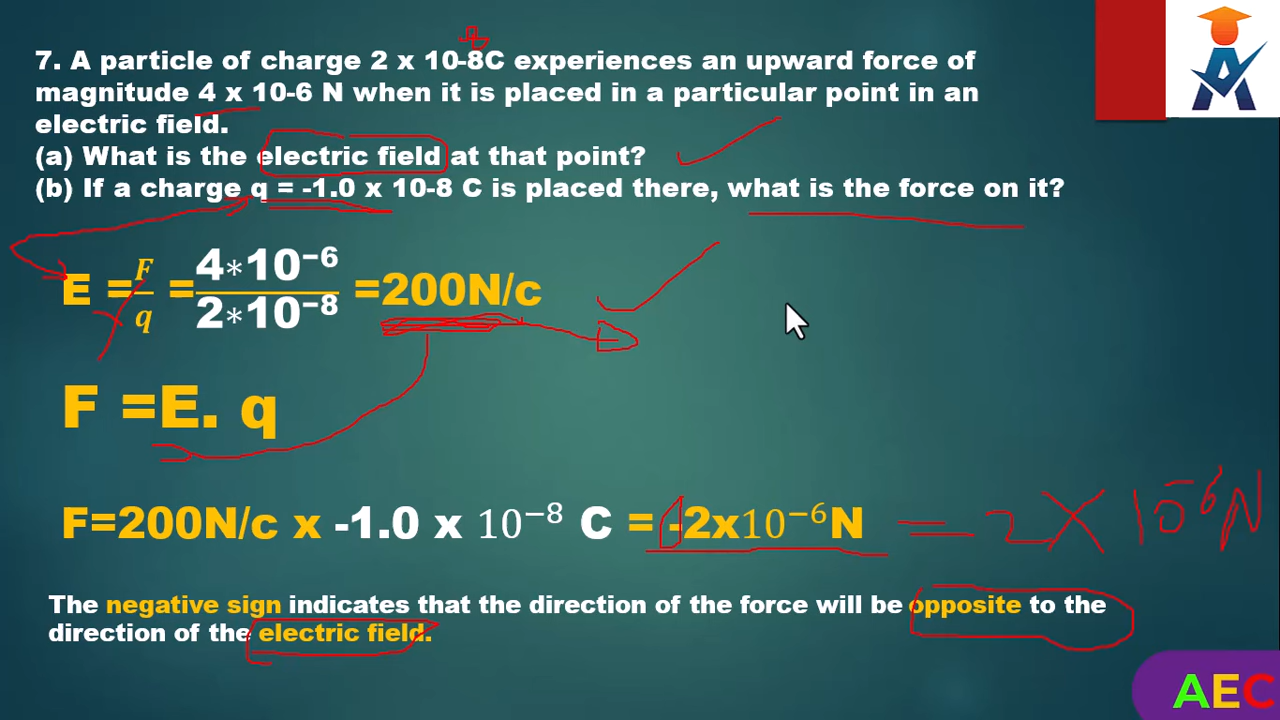 7. A particle of charge 2 x 10-8C experiences an upward force of
magnitude 4 x 10-6 N when it is placed in a particular point in an
electric field.
(a) What is the electric field at that point?
(b) If a charge q = -1.0 x 10-8 C is placed there, what is the force on it?
E = F/q = 4*10⁻⁶/2*10⁻⁸ =200N/c
F =E. q
F=200N/c x -1.0 x 10⁻⁸ C = -2x10⁻⁶N = 2 X 10⁻⁶N
The negative sign indicates that the direction of the force will be opposite to the
direction of the electric field.
AEC